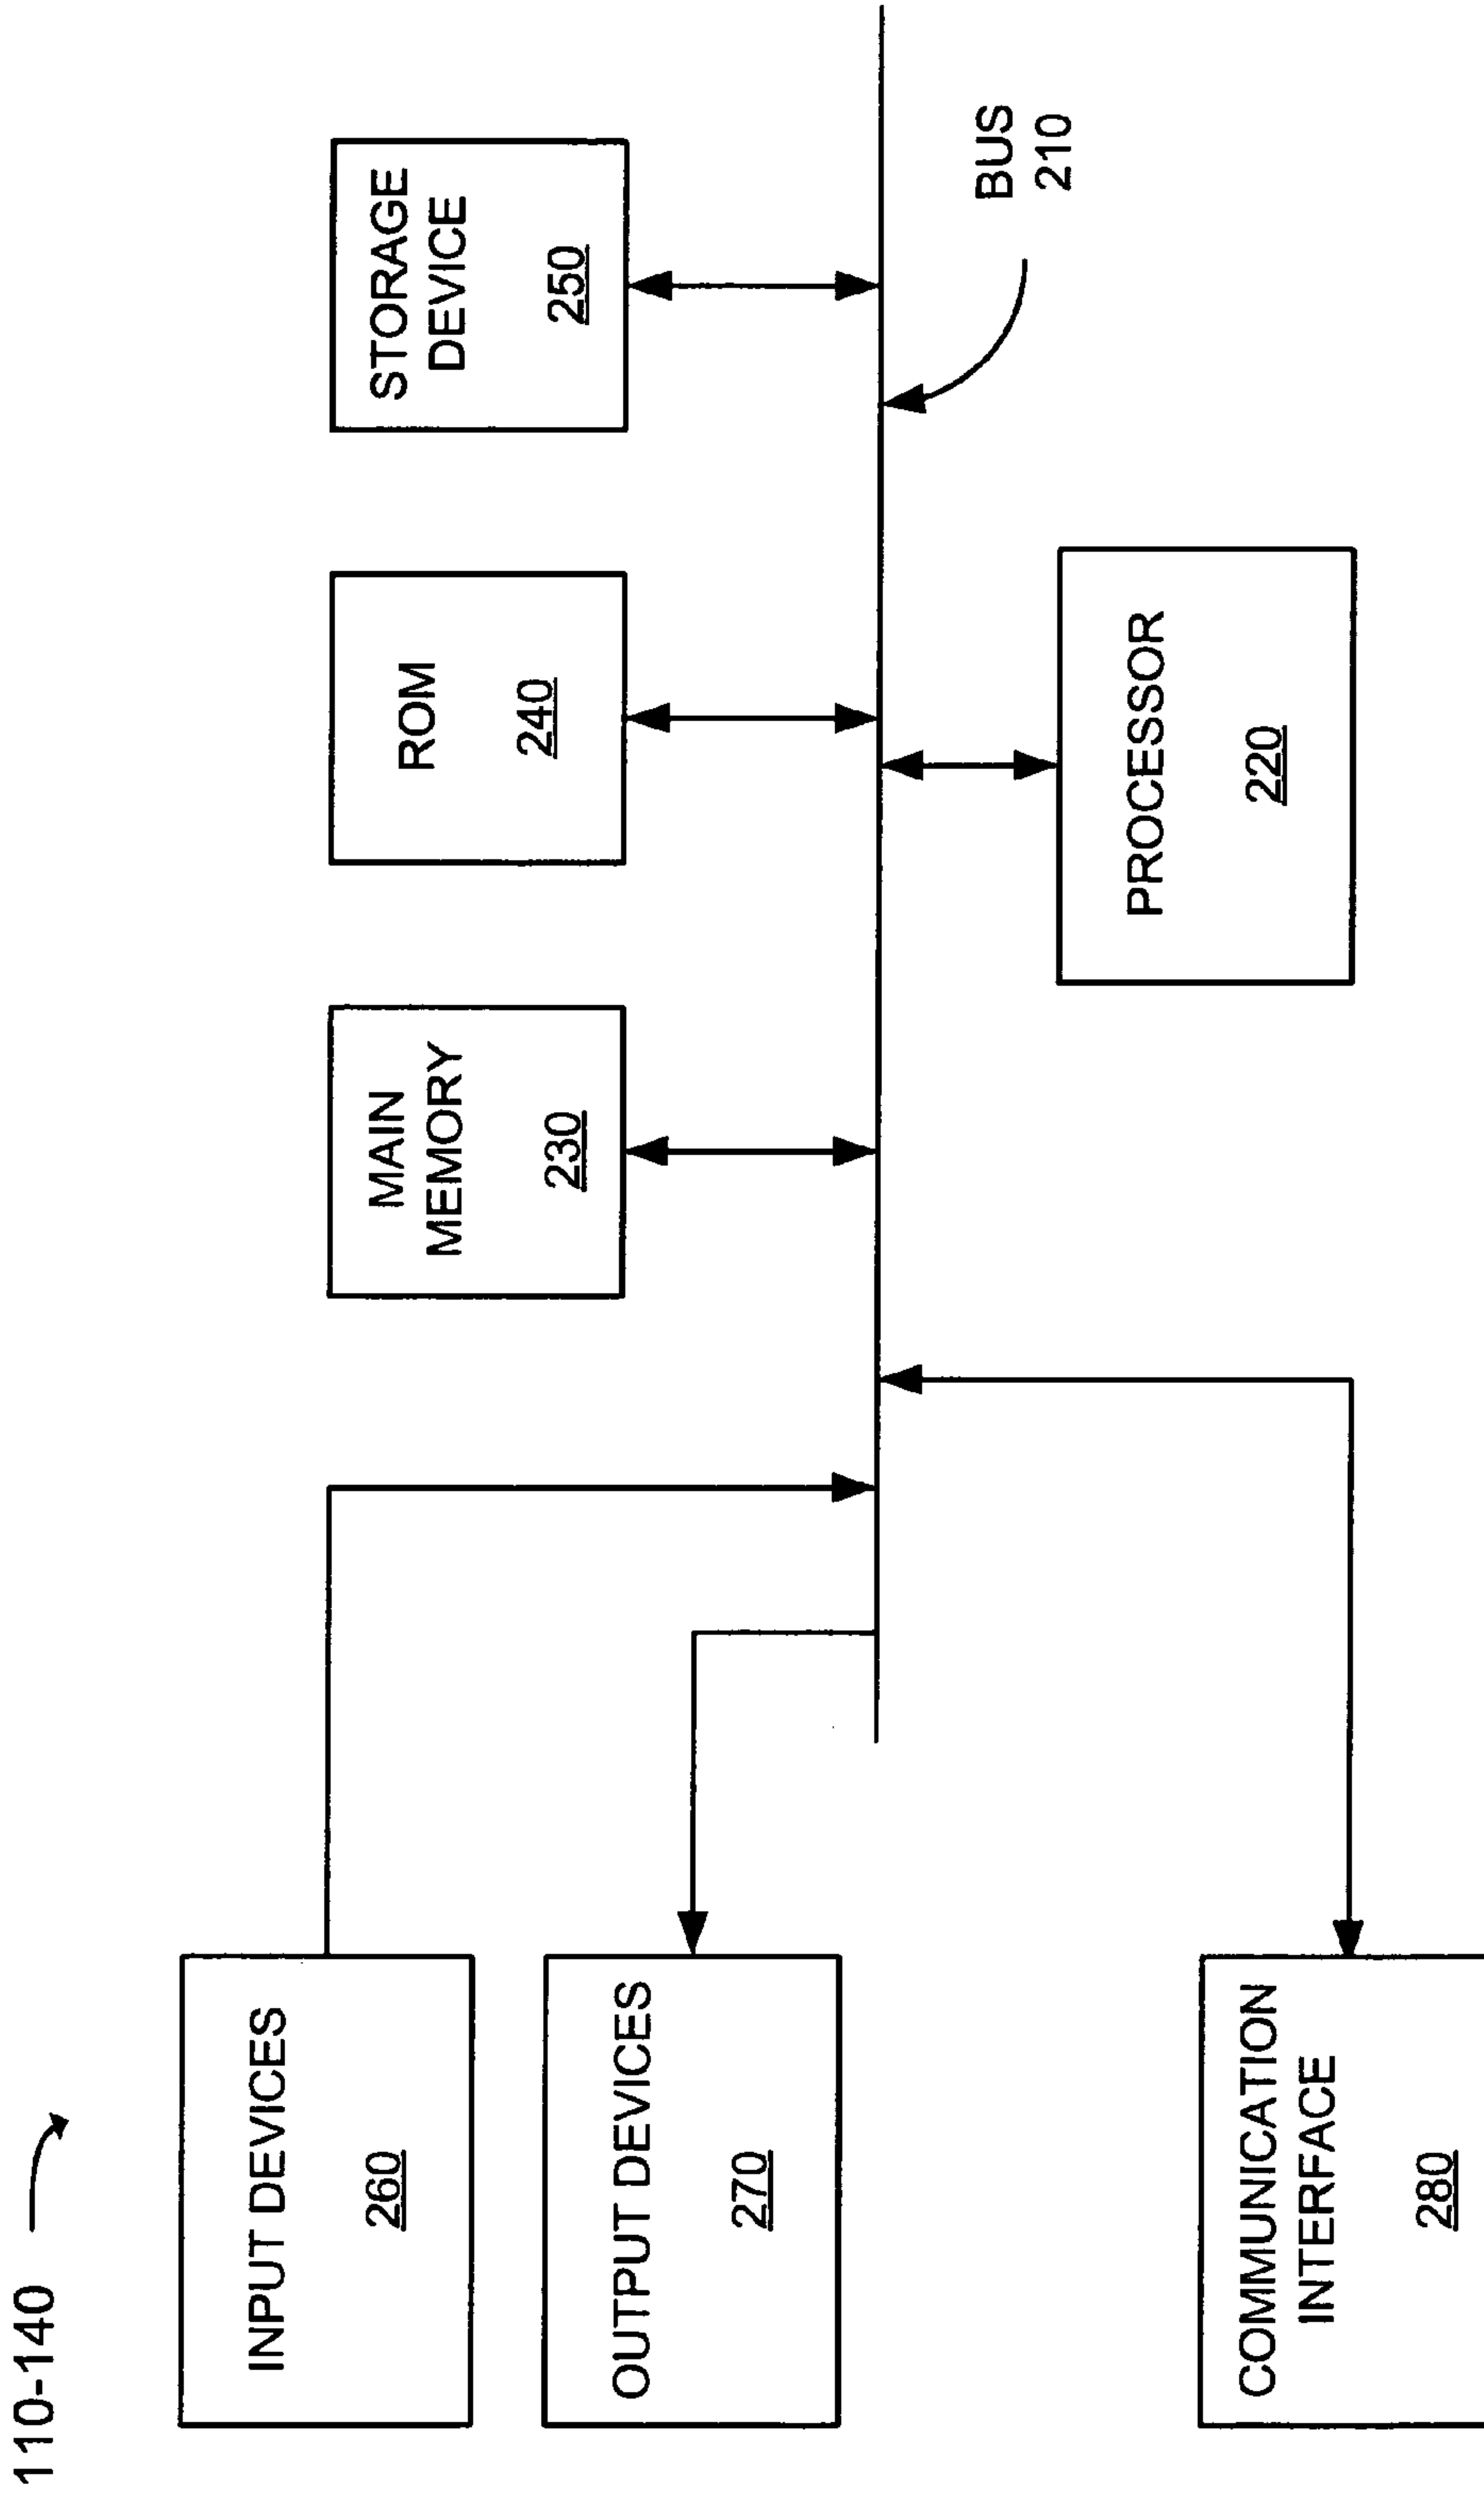 110-140
INPUT DEVICES
260
OUTPUT DEVICES
270
COMMUNICATION
INTERFACE
280
MAIN
MEMORY
230
ROM
240
STORAGE
DEVICE
250
PROCESSOR
220
BUS
210